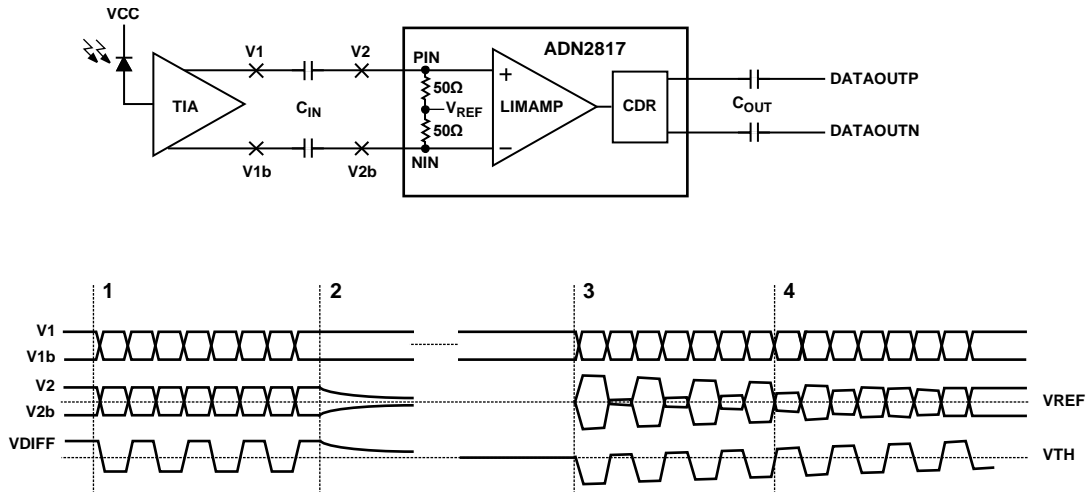 VCC
V1
V2
ADN2817
PIN
50Ω
TIA
CIN
VREF
LIMAMP
CDR
COUT
DATAOUTP
50Ω
DATAOUTN
NIN
V1b
V2b
1
2
3
4
V1
V1b
V2
V2b
VREF
VDIFF
VTH
+
−